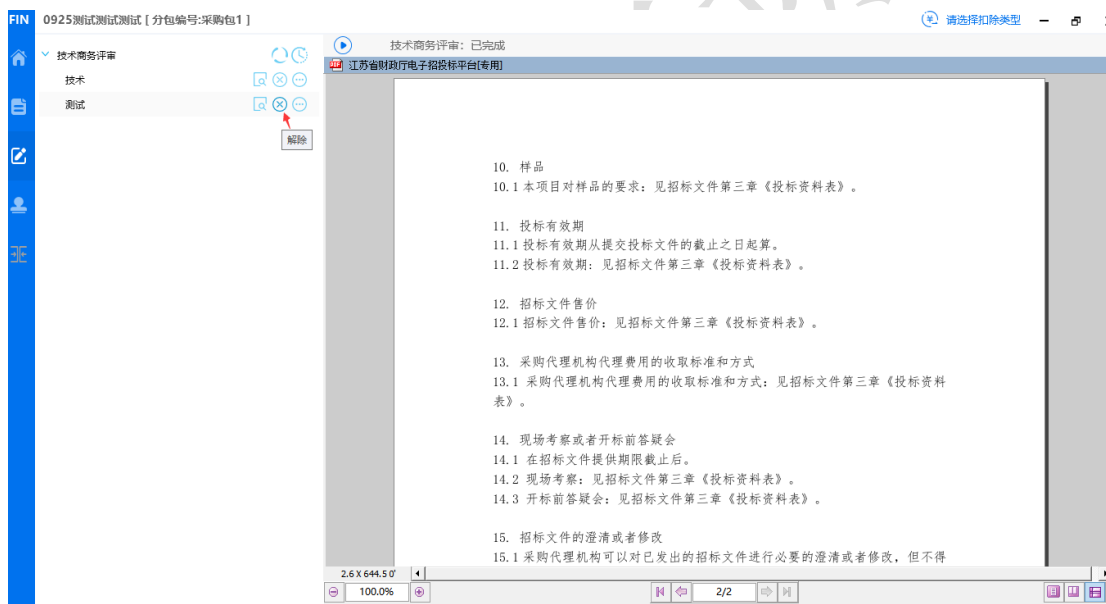 FIN 0925测试测试测试 [ 分包编号:采购包1 ] 请选择扣除类型
技术商务评审
技术
测试
解除
技术商务评审：已完成
江苏省财政厅电子招投标平台[专用]
10. 样品
10.1 本项目对样品的要求：见招标文件第三章《投标资料表》。
11. 投标有效期
11.1 投标有效期从提交投标文件的截止之日起算。
11.2 投标有效期：见招标文件第三章《投标资料表》。
12. 招标文件售价
12.1 招标文件售价：见招标文件第三章《投标资料表》。
13. 采购代理机构代理费用的收取标准和方式
13.1 采购代理机构代理费用的收取标准和方式：见招标文件第三章《投标资料
表》。
14. 现场考察或者开标前答疑会
14.1 在招标文件提供期限截止后。
14.2 现场考察：见招标文件第三章《投标资料表》。
14.3 开标前答疑会：见招标文件第三章《投标资料表》。
15. 招标文件的澄清或者修改
15.1 采购代理机构可以对已发出的招标文件进行必要的澄清或者修改，但不得
2.6 X 644.5 0'
100.0% 2/2